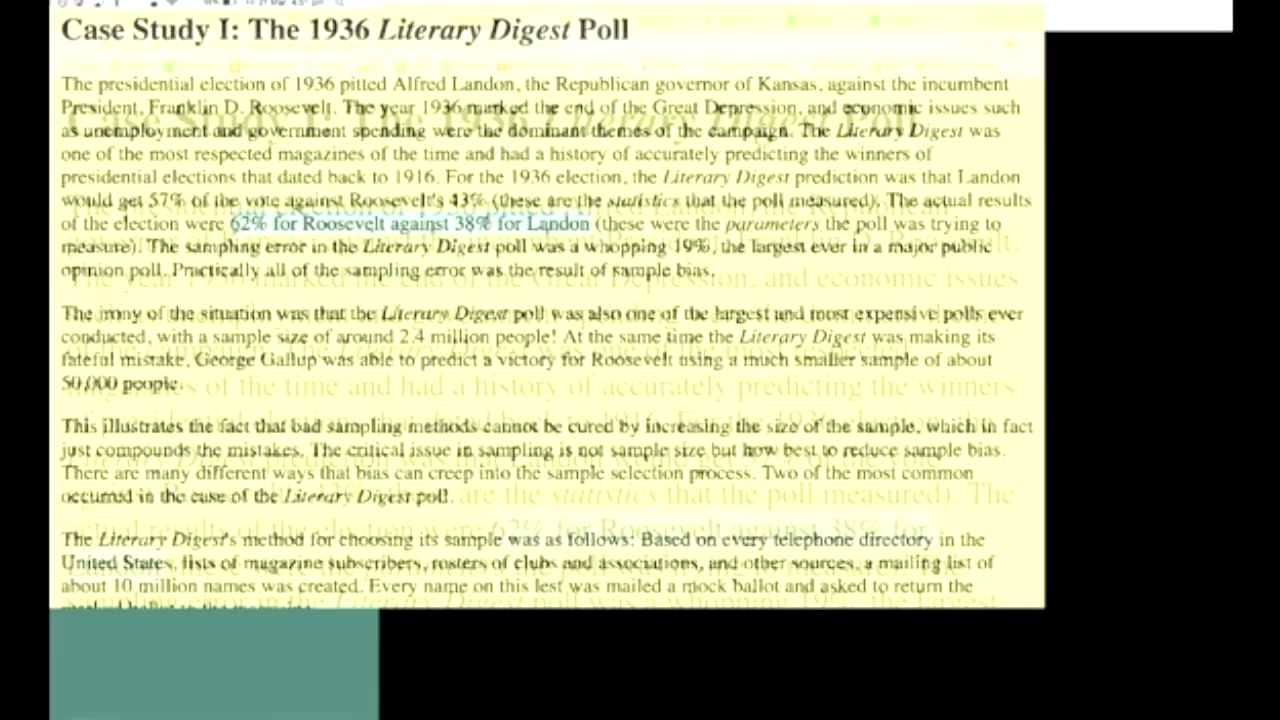 Case Study I: The 1936 Literary Digest Poll
The presidential election of 1936 pitted Alfred Landon, the Republican governor of Kansas, against the incumbent
President, Franklin D. Roosevelt. The year 1936 marked the end of the Great Depression, and economic issues such
as unemployment and government spending were the dominant themes of the campaign. The Literary Digest was
one of the most respected magazines of the time and had a history of accurately predicting the winners of
presidential elections that dated back to 1916. For the 1936 election, the Literary Digest prediction was that Landon
would get 57% of the vote against Roosevelt's 43% (these are the statistics that the poll measured). The actual results
of the election were 62% for Roosevelt against 38% for Landon (these were the parameters the poll was trying to
measure). The sampling error in the Literary Digest poll was a whopping 19%, the largest ever in a major public
opinion poll. Practically all of the sampling error was the result of sample bias.
The irony of the situation was that the Literary Digest poll was also one of the largest and most expensive polls ever
conducted, with a sample size of around 2.4 million people! At the same time the Literary Digest was making its
fateful mistake, George Gallup was able to predict a victory for Roosevelt using a much smaller sample of about
50,000 people.
This illustrates the fact that bad sampling methods cannot be cured by increasing the size of the sample, which in fact
just compounds the mistakes. The critical issue in sampling is not sample size but how best to reduce sample bias.
There are many different ways that bias can creep into the sample selection process. Two of the most common
occurred in the case of the Literary Digest poll.
The Literary Digest's method for choosing its sample was as follows: Based on every telephone directory in the
United States, lists of magazine subscribers, rosters of clubs and associations, and other sources, a mailing list of
about 10 million names was created. Every name on this lest was mailed a mock ballot and asked to return the